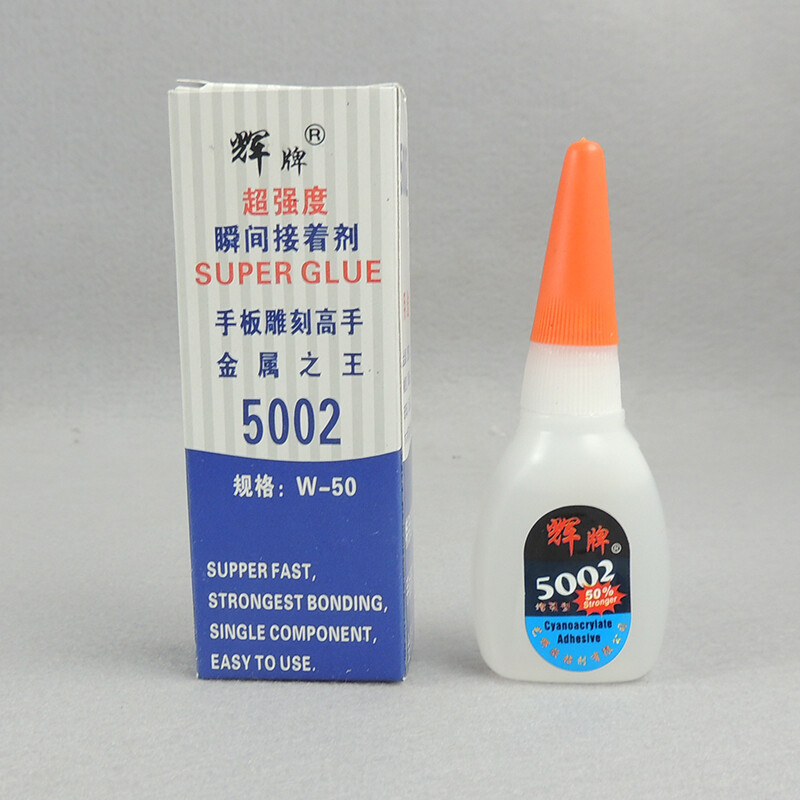 辉牌®
超强度
瞬间接着剂
SUPER GLUE
手板雕刻高手
金属之王
5002
规格：W-50
SUPPER FAST,
STRONGEST BONDING,
SINGLE COMPONENT,
EASY TO USE.
辉牌®
5002
50%
Stronger
Cyanoacrylate
Adhesive